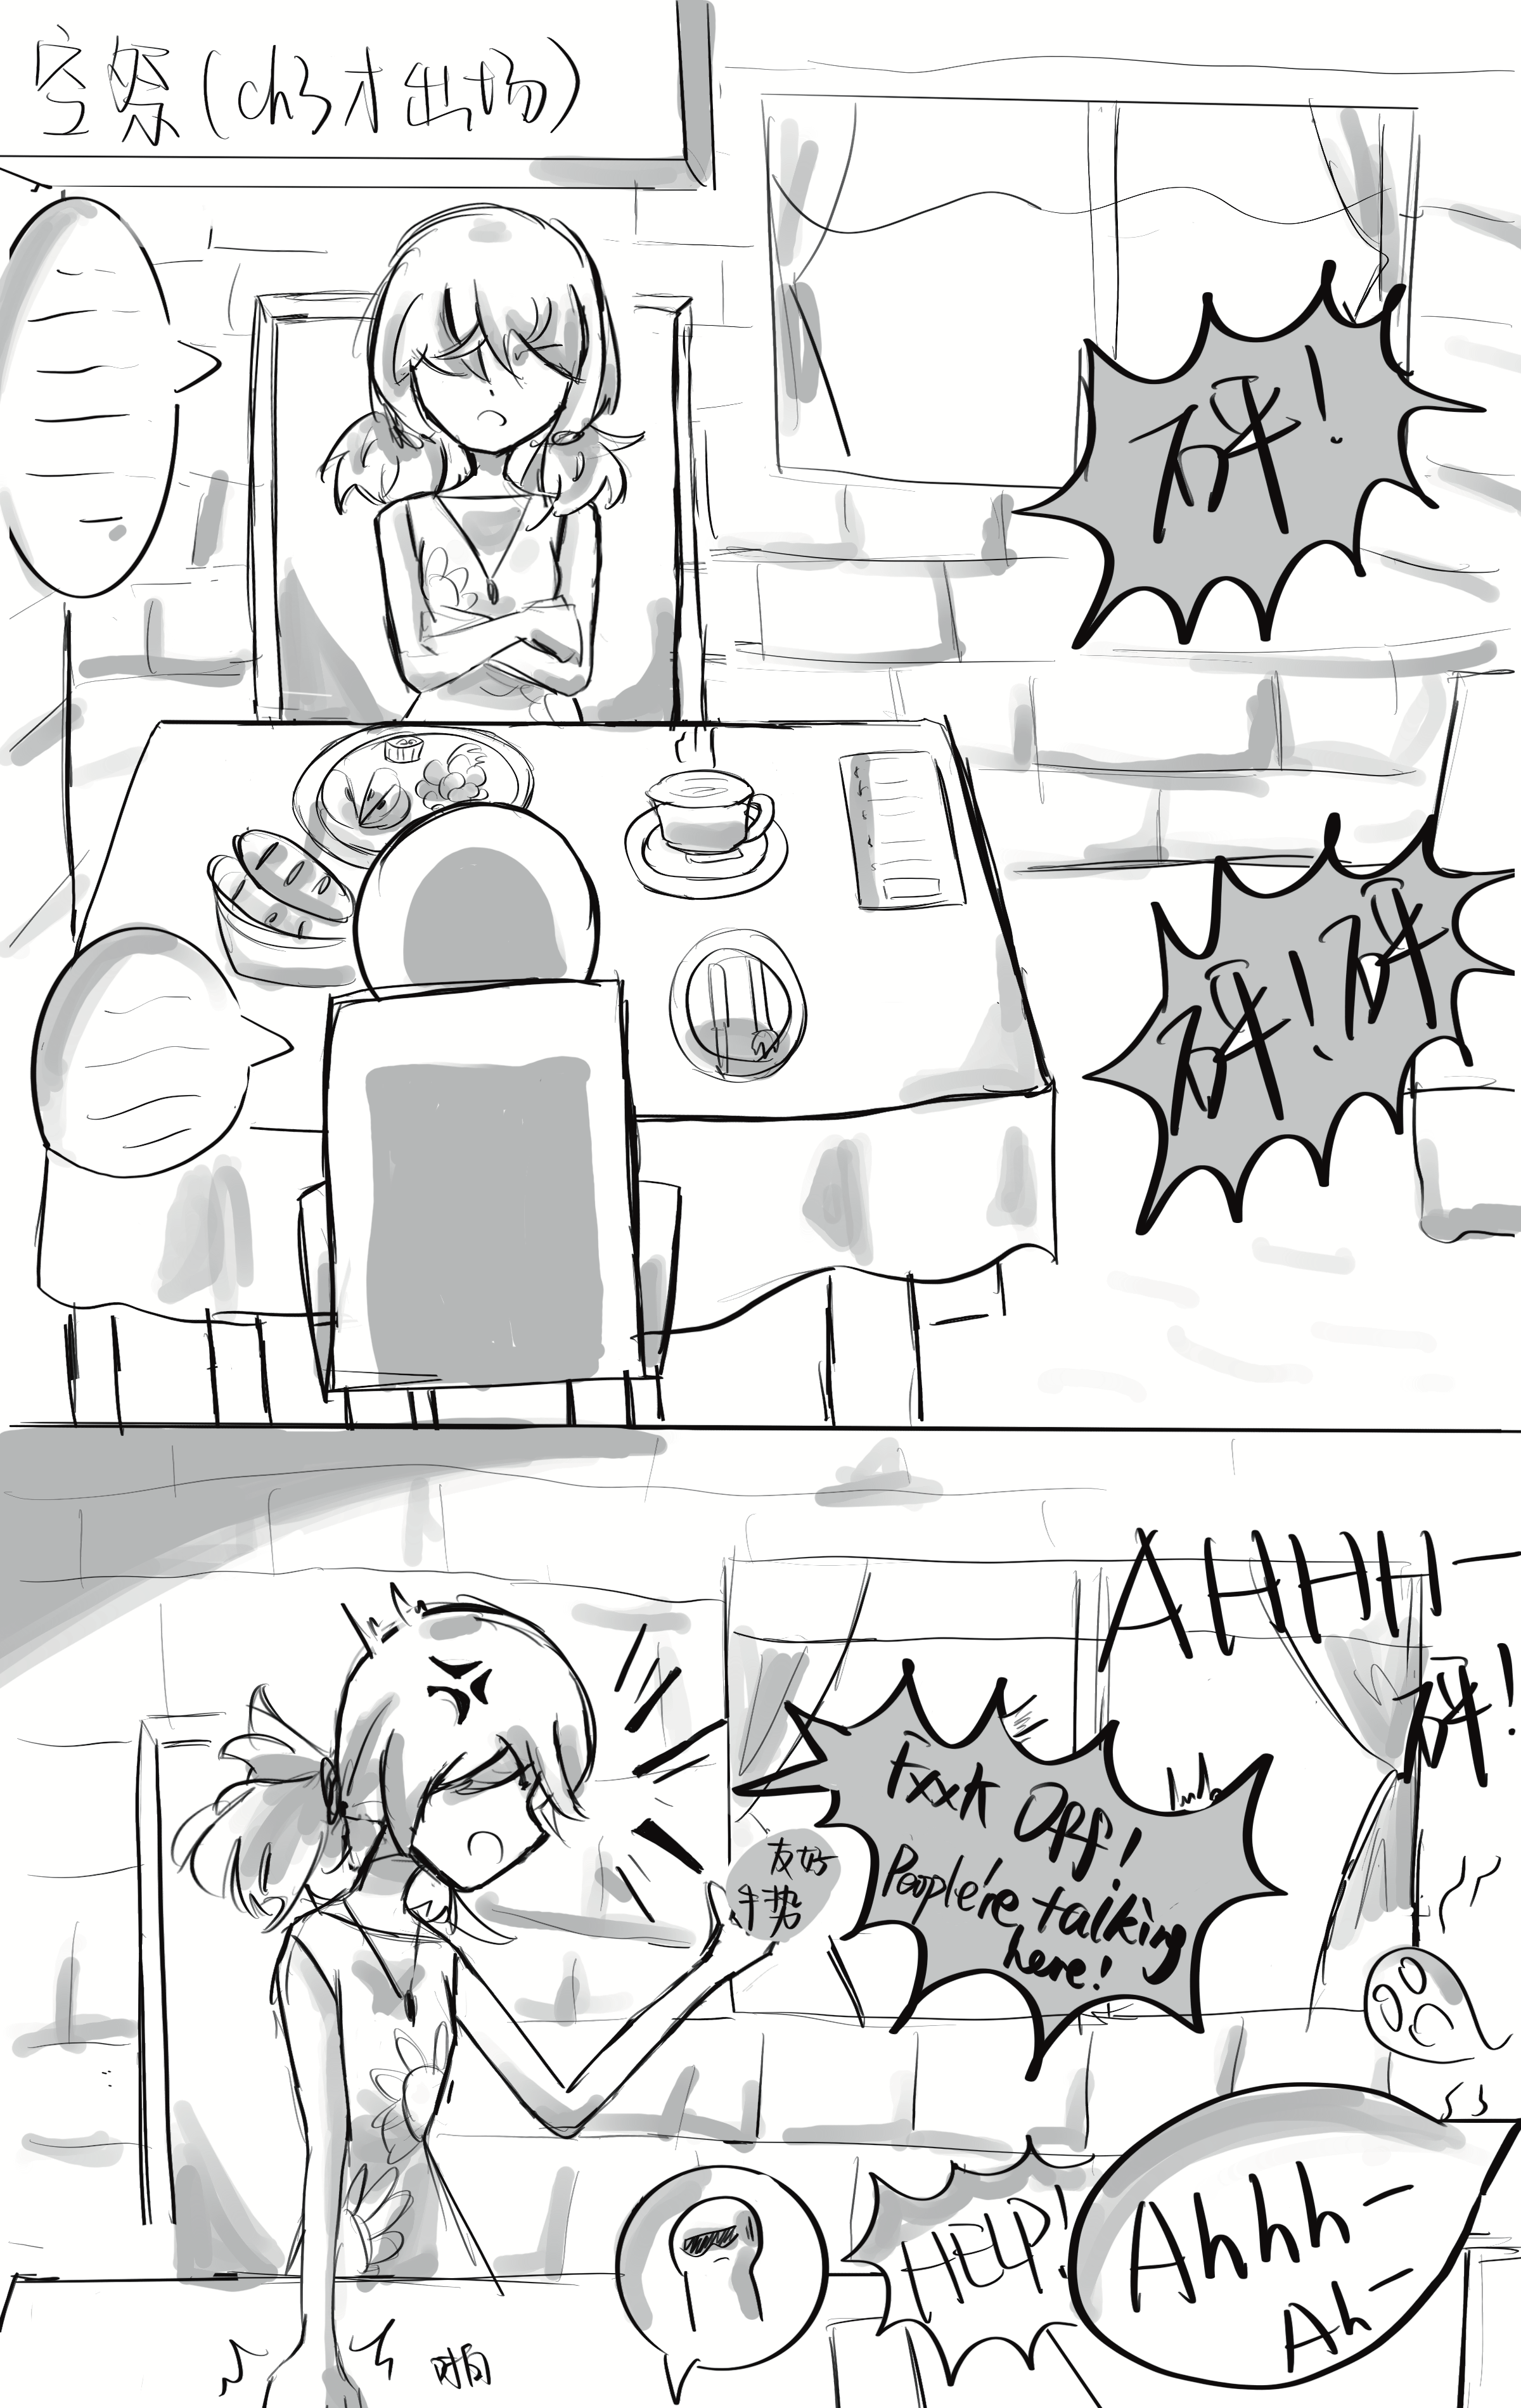 空祭(ch3才出场)
砰!
砰!砰
AHHH—
砰!
Fxxk Off!
People're talking
here!
友好
手势
HELP!
Ahhh—
Ah—
啪